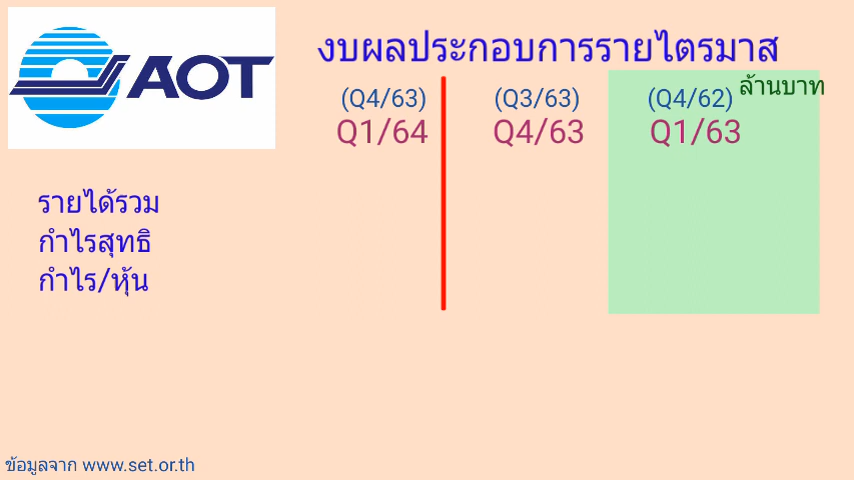 AOT
งบผลประกอบการรายไตรมาส
ล้านบาท
(Q4/63) (Q3/63) (Q4/62)
Q1/64 Q4/63 Q1/63
รายได้รวม
กำไรสุทธิ
กำไร/หุ้น
ข้อมูลจาก www.set.or.th